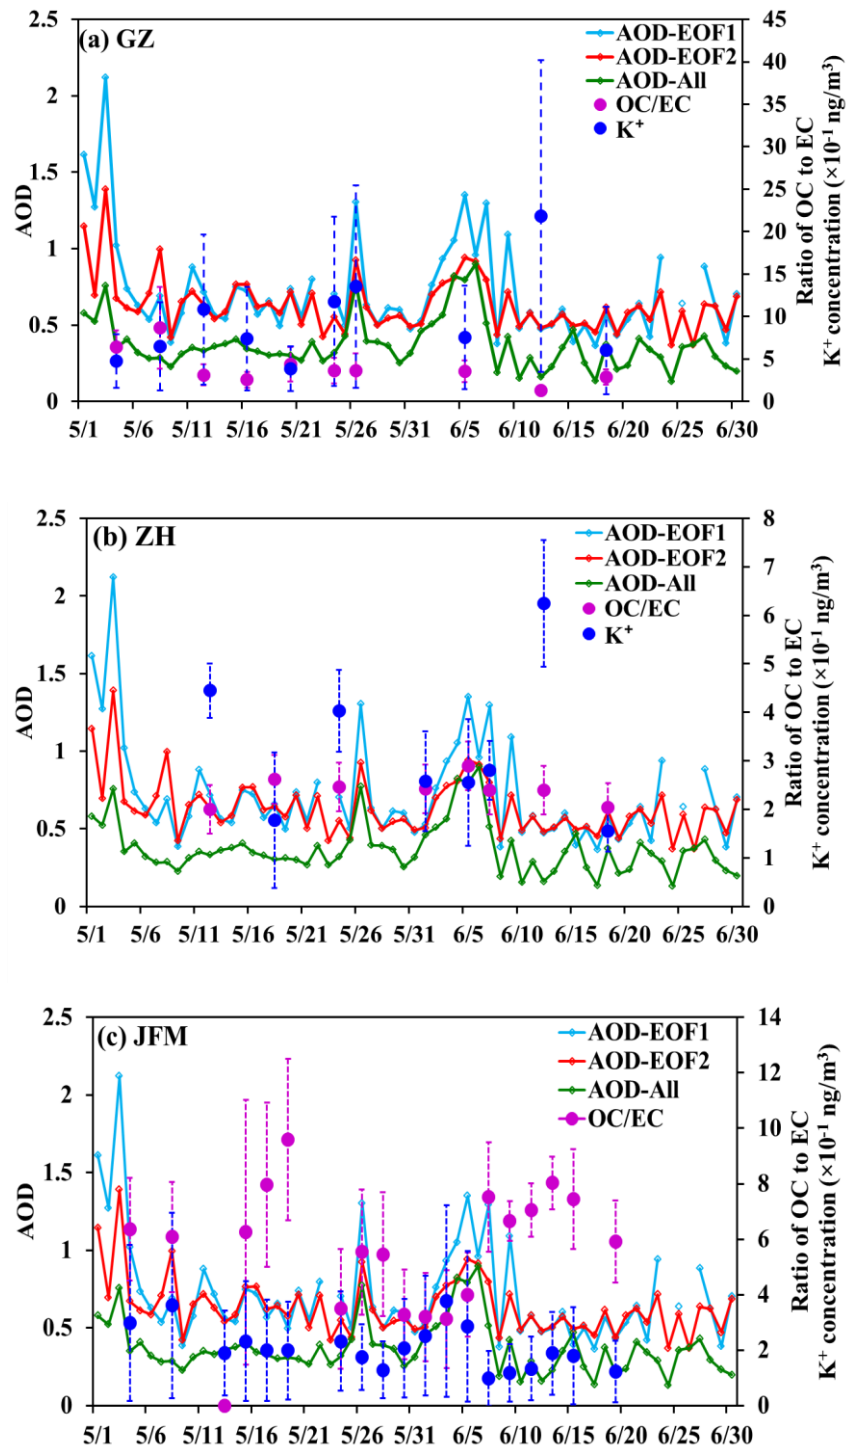 (a) GZ
AOD-EOF1
AOD-EOF2
AOD-All
OC/EC
K⁺
AOD
2.5
2
1.5
1
0.5
0
45
40
35
30
25
20
15
10
5
0
Ratio of OC to EC
K⁺ concentration (×10⁻¹ ng/m³)
5/1 5/6 5/11 5/16 5/21 5/26 5/31 6/5 6/10 6/15 6/20 6/25 6/30
(b) ZH
AOD-EOF1
AOD-EOF2
AOD-All
OC/EC
K⁺
AOD
2.5
2
1.5
1
0.5
0
8
7
6
5
4
3
2
1
0
Ratio of OC to EC
K⁺ concentration (×10⁻¹ ng/m³)
5/1 5/6 5/11 5/16 5/21 5/26 5/31 6/5 6/10 6/15 6/20 6/25 6/30
(c) JFM
AOD-EOF1
AOD-EOF2
AOD-All
OC/EC
AOD
2.5
2
1.5
1
0.5
0
14
12
10
8
6
4
2
0
Ratio of OC to EC
K⁺ concentration (×10⁻¹ ng/m³)
5/1 5/6 5/11 5/16 5/21 5/26 5/31 6/5 6/10 6/15 6/20 6/25 6/30